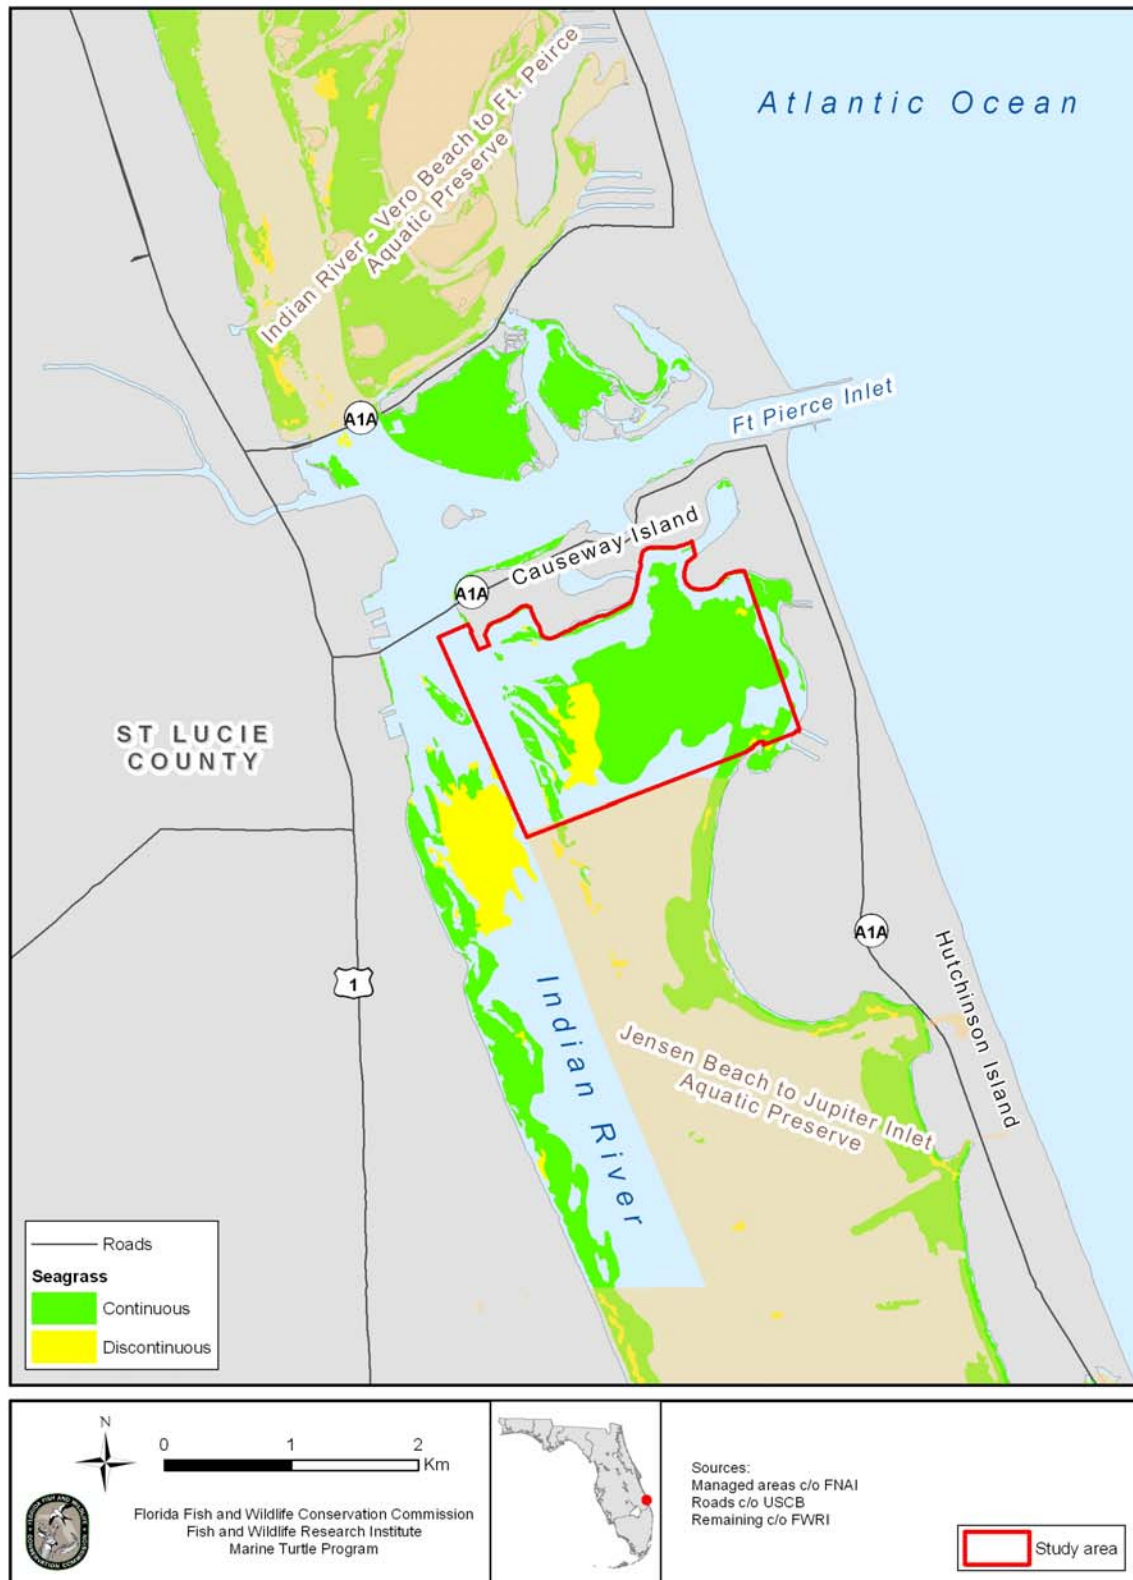 Atlantic Ocean
Indian River - Vero Beach to Ft. Peirce
Aquatic Preserve
A1A
Ft Pierce Inlet
Causeway Island
A1A
ST LUCIE
COUNTY
A1A
1
Indian River
Hutchinson Island
Jensen Beach to Jupiter Inlet
Aquatic Preserve
Roads
Seagrass
Continuous
Discontinuous
N
0 1 2
Km
Florida Fish and Wildlife Conservation Commission
Fish and Wildlife Research Institute
Marine Turtle Program
Sources:
Managed areas c/o FNAI
Roads c/o USCB
Remaining c/o FWRI
Study area